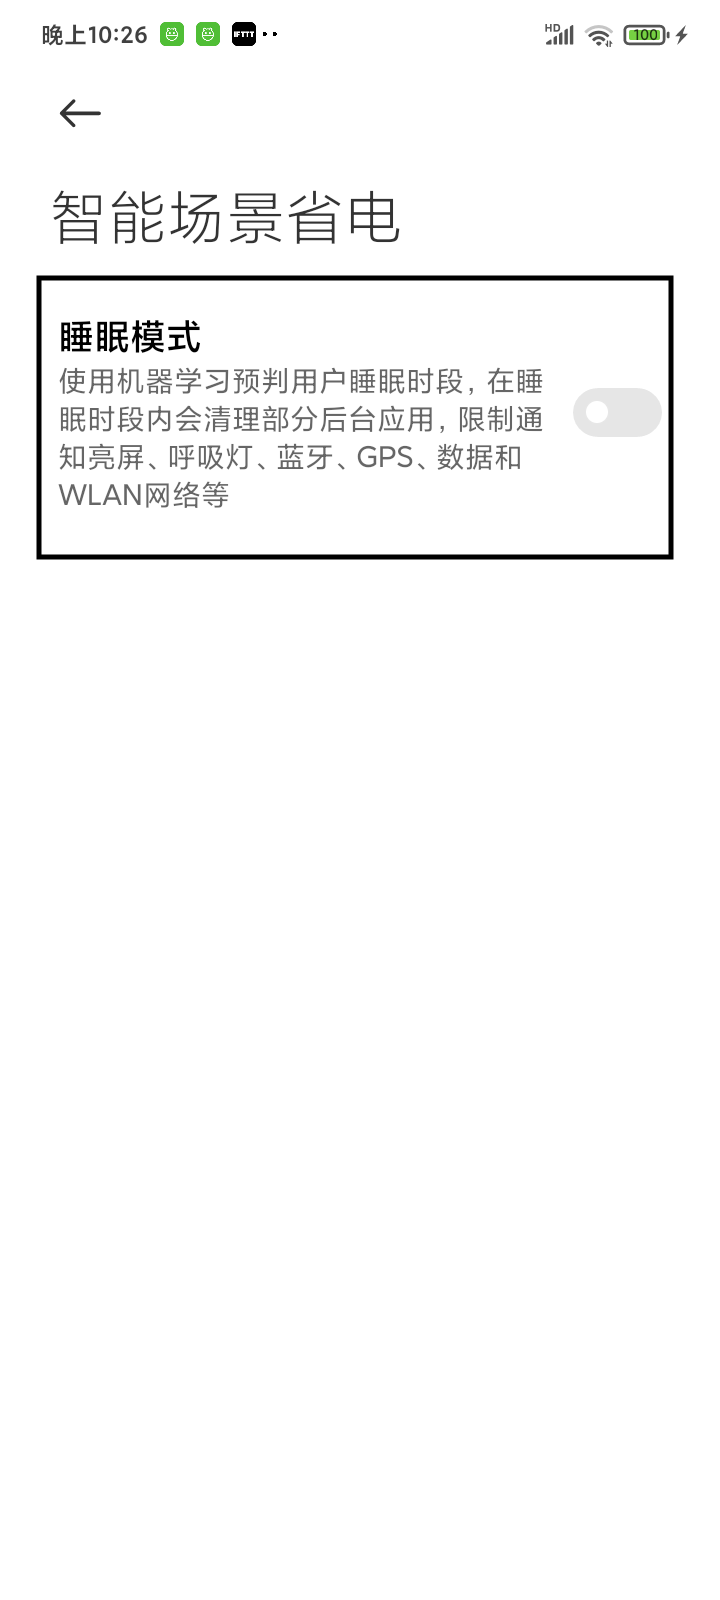 晚上10:26 IFTTT HD 100
智能场景省电
睡眠模式
使用机器学习预判用户睡眠时段，在睡
眠时段内会清理部分后台应用，限制通
知亮屏、呼吸灯、蓝牙、GPS、数据和
WLAN网络等